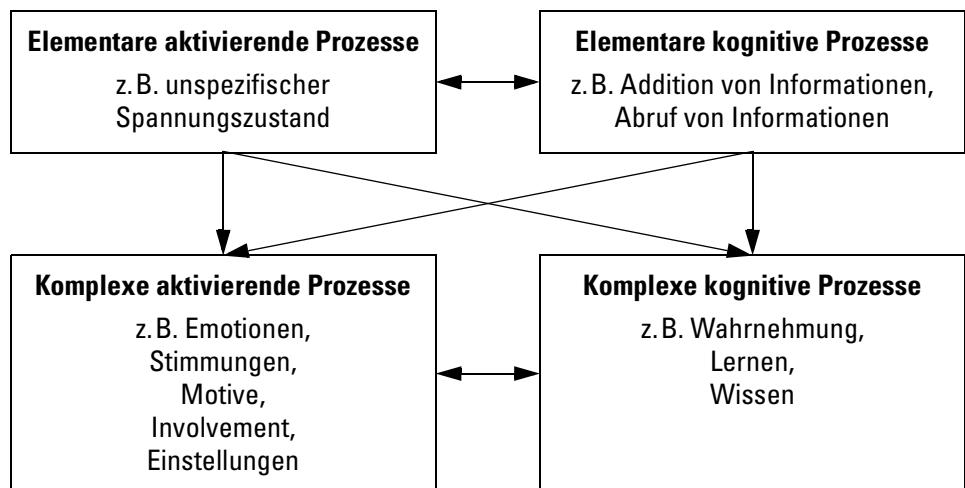 Elementare aktivierende Prozesse
z.B. unspezifischer
Spannungszustand
Elementare kognitive Prozesse
z.B. Addition von Informationen,
Abruf von Informationen
Komplexe aktivierende Prozesse
z.B. Emotionen,
Stimmungen,
Motive,
Involvement,
Einstellungen
Komplexe kognitive Prozesse
z.B. Wahrnehmung,
Lernen,
Wissen